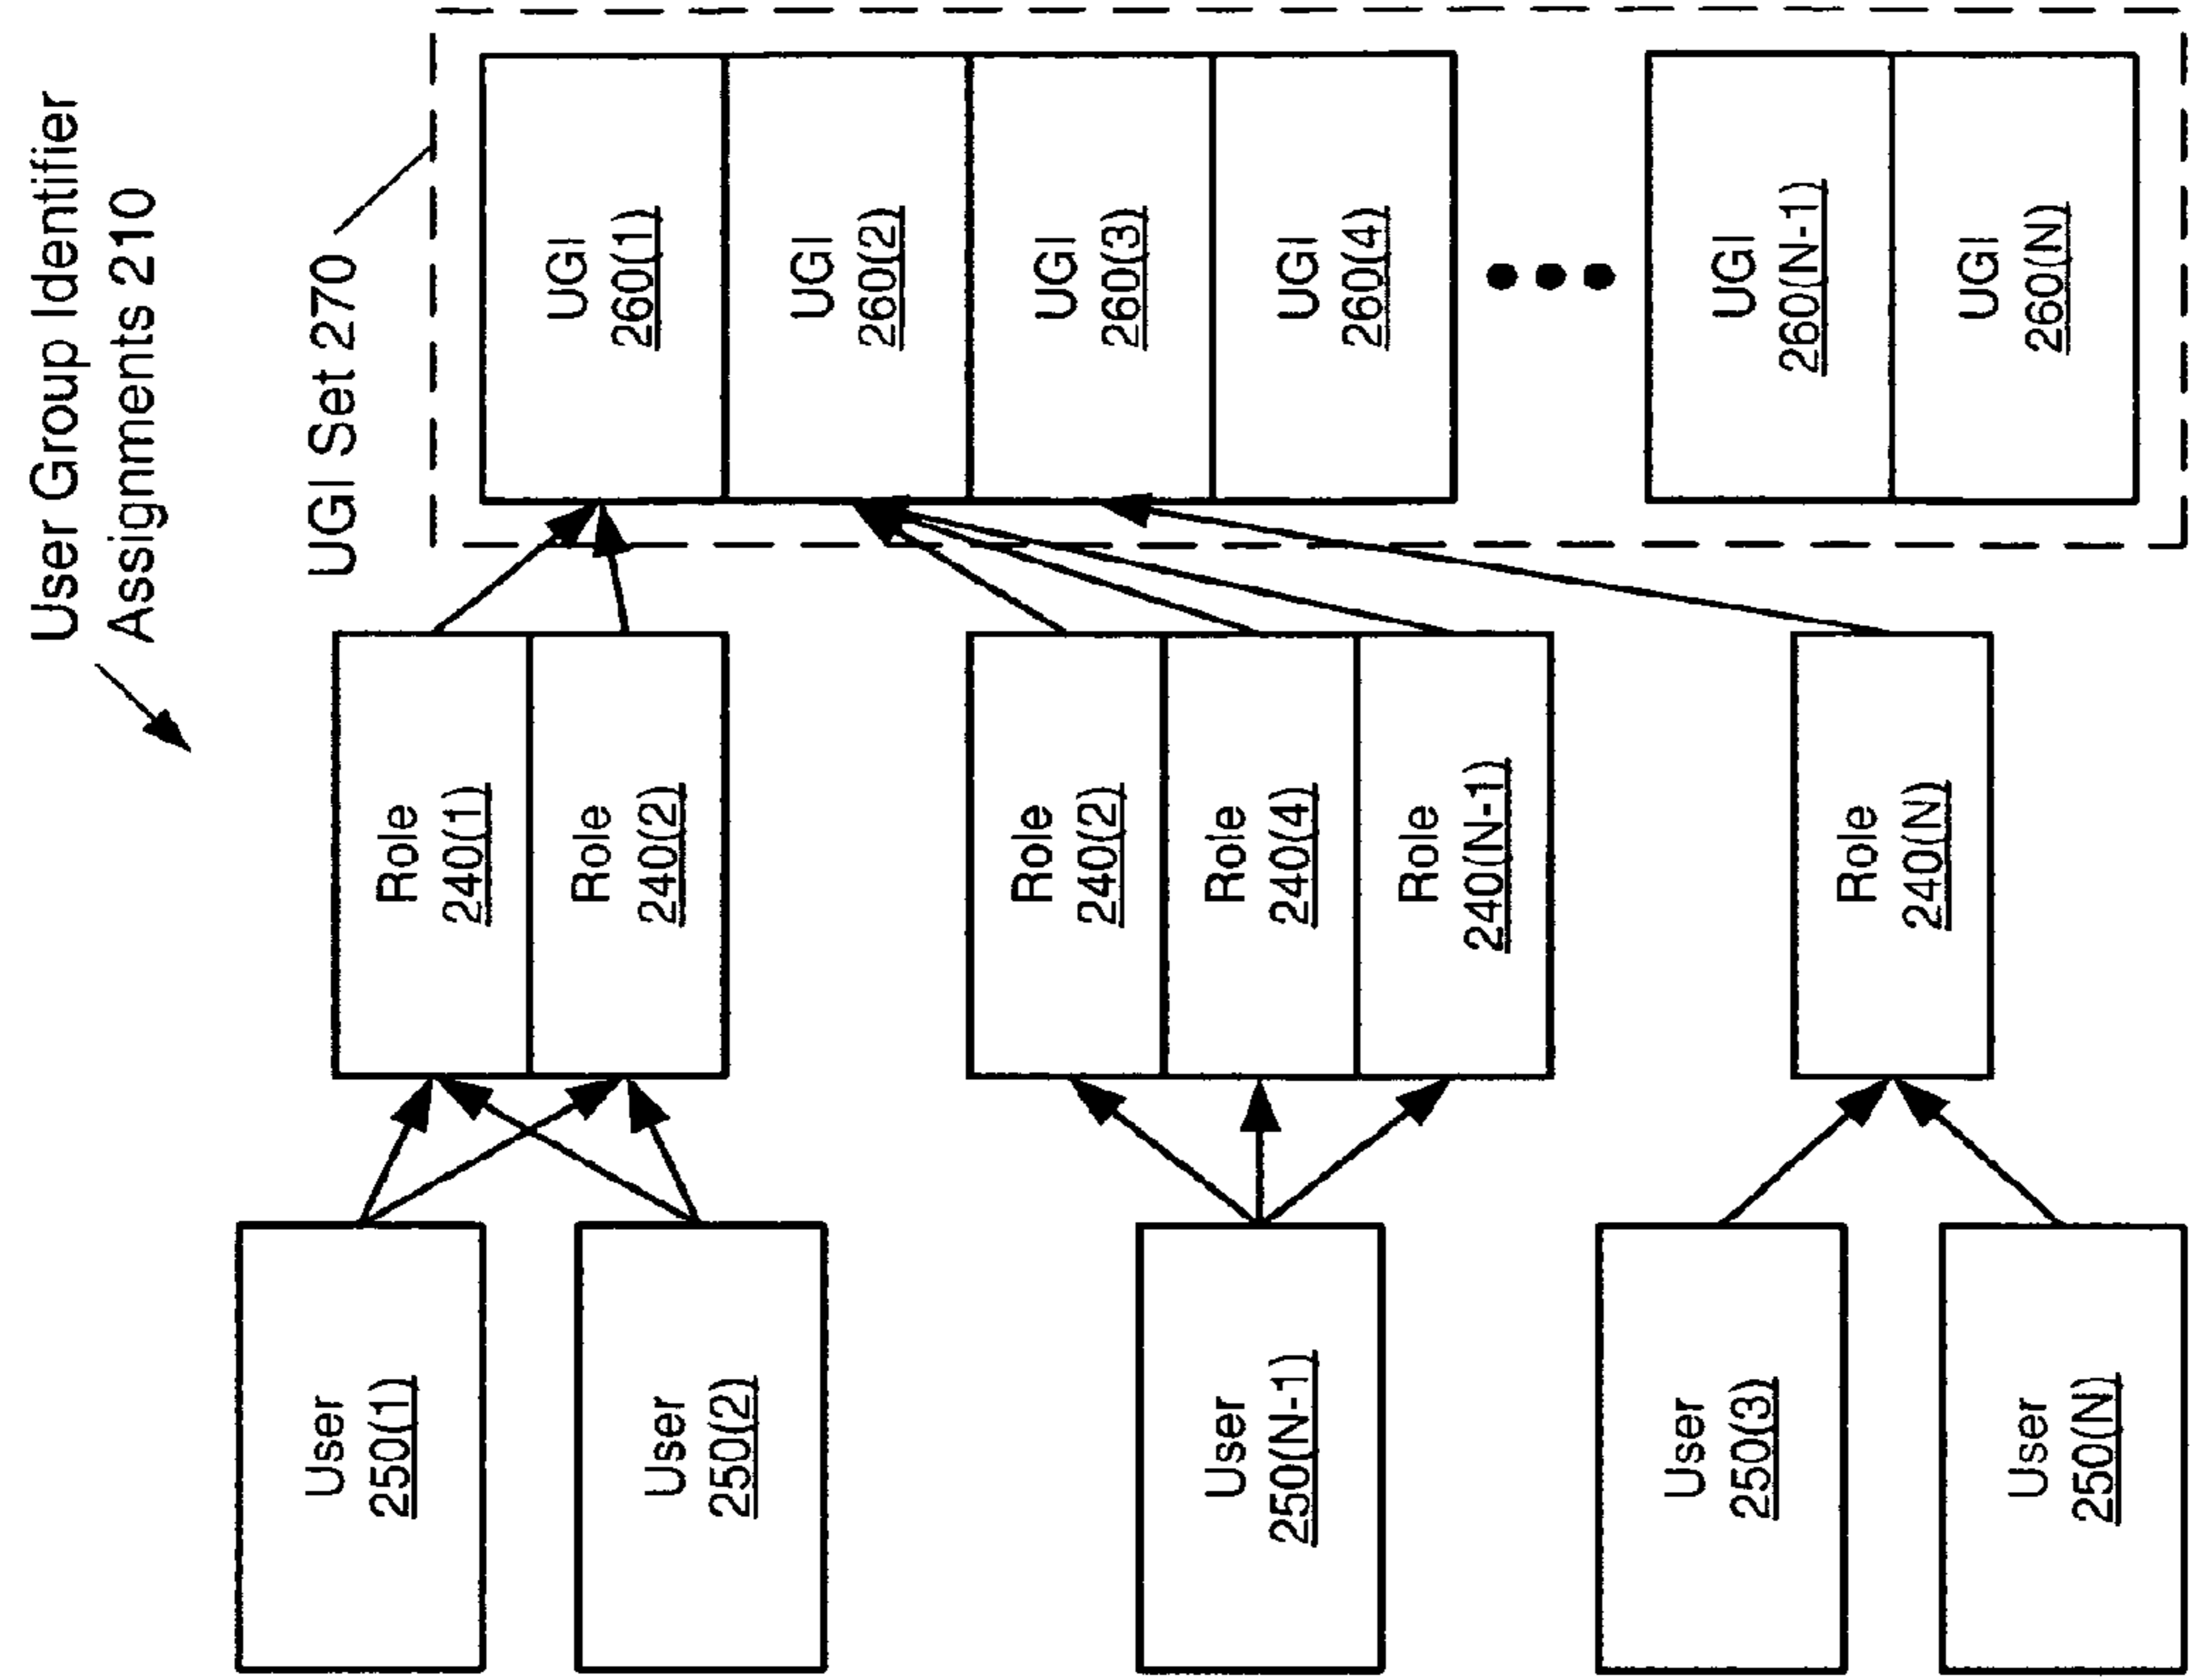 User Group Identifier
Assignments 210
UGI Set 270
User
250(1)
User
250(2)
User
250(N-1)
User
250(3)
User
250(N)
Role
240(1)
Role
240(2)
Role
240(2)
Role
240(4)
Role
240(N-1)
Role
240(N)
UGI
260(1)
UGI
260(2)
UGI
260(3)
UGI
260(4)
UGI
260(N-1)
UGI
260(N)